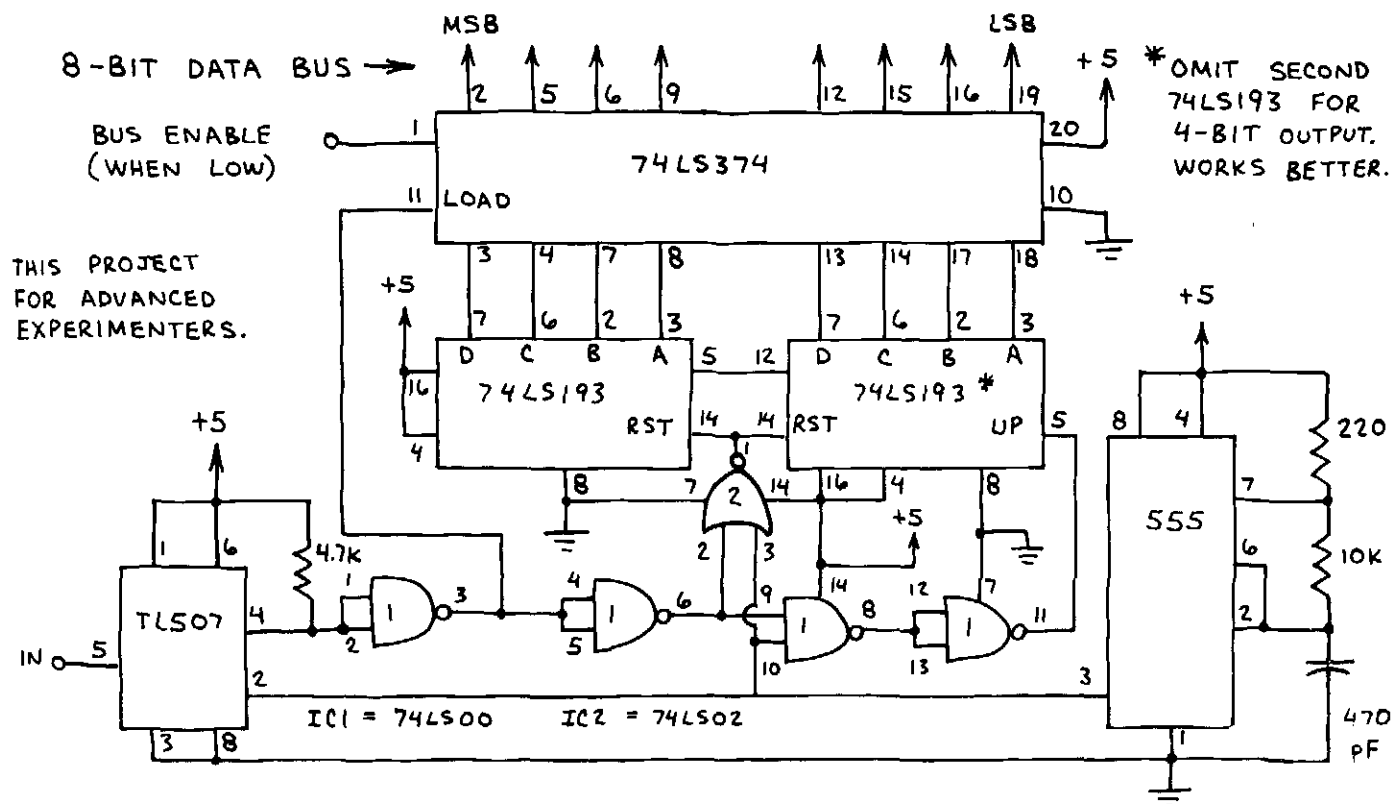 MSB LSB
8-BIT DATA BUS →
+5
* OMIT SECOND
74LS193 FOR
4-BIT OUTPUT.
WORKS BETTER.
2 5 6 9 12 15 16 19
BUS ENABLE
(WHEN LOW)
1
74LS374
20
11 LOAD
10
3 4 7 8 13 14 17 18
THIS PROJECT
FOR ADVANCED
EXPERIMENTERS.
+5
+5
7 6 2 3 7 6 2 3
D C B A D C B A
16
74LS193
5 12
74LS193 *
4
RST 14 14 RST
UP 5
1
8 7 2 14 16 4 8
8 4
220
7
555
6
10K
2
+5
+5
2 3
1 6
4.7K
TL507
4
1
2
1
3
4
5
1
6
9
10
14
1
8
12
13
7
1
11
IN 5
2
3
IC1 = 74LS00 IC2 = 74LS02
3 8
1
470
PF